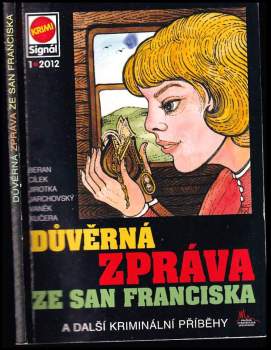 DŮVĚRNÁ ZPRÁVA ZE SAN FRANCISKA
KRIMI
Signál
1•2012
BERAN
CÍLEK
JIROTKA
JARCHOVSKÝ
VANĚK
KUČERA
DŮVĚRNÁ
ZPRÁVA
ZE SAN FRANCISKA
A DALŠÍ KRIMINÁLNÍ PŘÍBĚHY